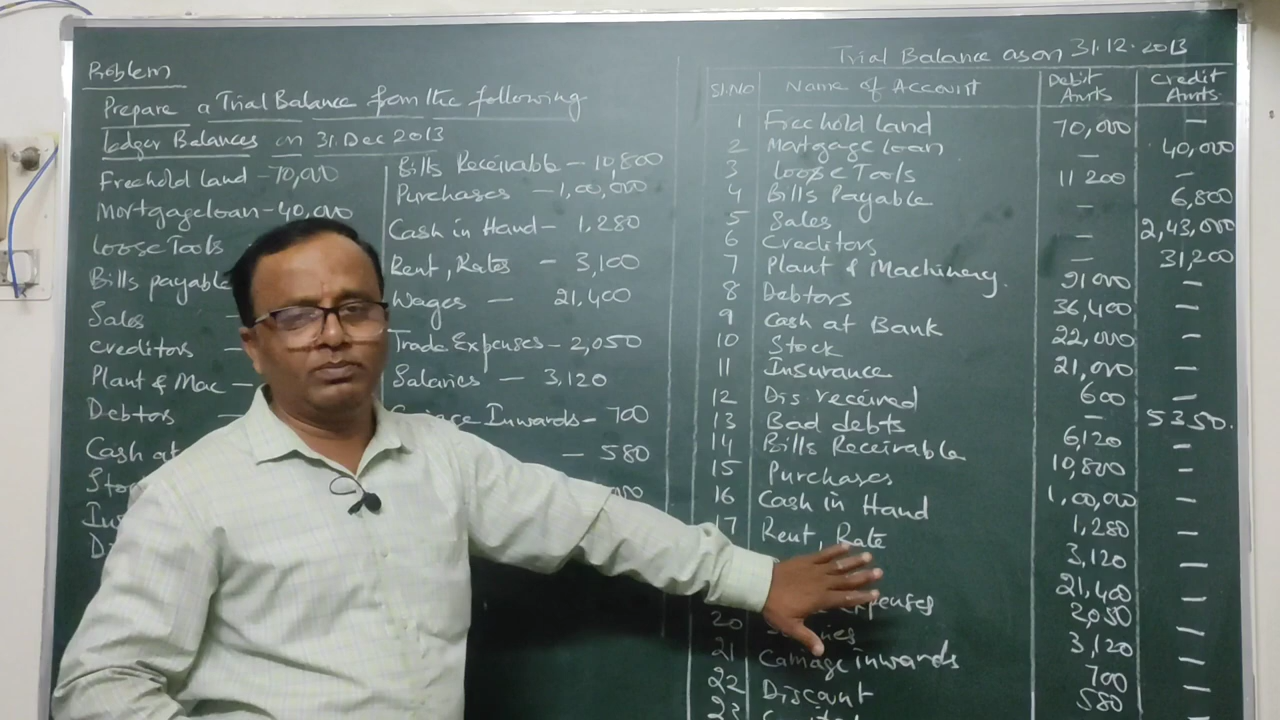 Problem
Prepare a Trial Balance from the following
ledger Balances on 31 Dec 2013
Freehold land - 70,000
Mortgage loan - 40,000
Loose Tools
Bills payable
Sales -
creditors -
Plant & Mac -
Debtors -
Cash at
Bills Receivable - 10,800
Purchases - 1,00,000
Cash in Hand - 1,280
Rent, Rates - 3,100
Wages - 21,400
Trade Expenses - 2,050
Salaries - 3,120
Inwards - 700
- 580
Trial Balance as on 31.12.2013
Sl.No Name of Account Debit Amts Credit Amts.
1 Freehold land 70,000 -
2 Mortgage loan - 40,000
3 Loose Tools 11 200 -
4 Bills Payable - 6,800
5 Sales - 2,43,000
6 Creditors - 31,200
7 Plant & Machinery. 91000 -
8 Debtors 36,400 -
9 Cash at Bank 22,000 -
10 Stock 21,000 -
11 Insurance 600 -
12 Dis received - 5350.
13 Bad debts 6,120 -
14 Bills Receivable 10,800 -
15 Purchases 1,00,000 -
16 Cash in Hand 1,280 -
17 Rent, Rate 3,120 -
21,400 -
expenses 2,050 -
20 3,120 -
21 Carriage inwards 700 -
22 Discount 580